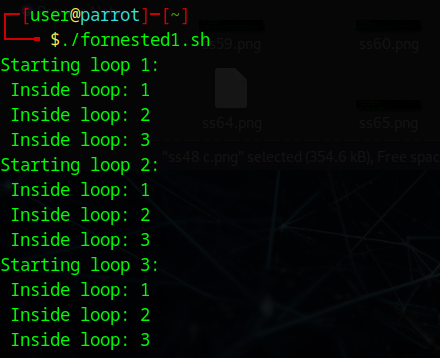 ┌─[user@parrot]─[~]
└──╼ $./fornested1.sh
Starting loop 1:
 Inside loop: 1
 Inside loop: 2
 Inside loop: 3
Starting loop 2:
 Inside loop: 1
 Inside loop: 2
 Inside loop: 3
Starting loop 3:
 Inside loop: 1
 Inside loop: 2
 Inside loop: 3
ss59.png
ss60.png
ss64.png
ss65.png
"ss48 c.png" selected (354.6 kB), Free spac